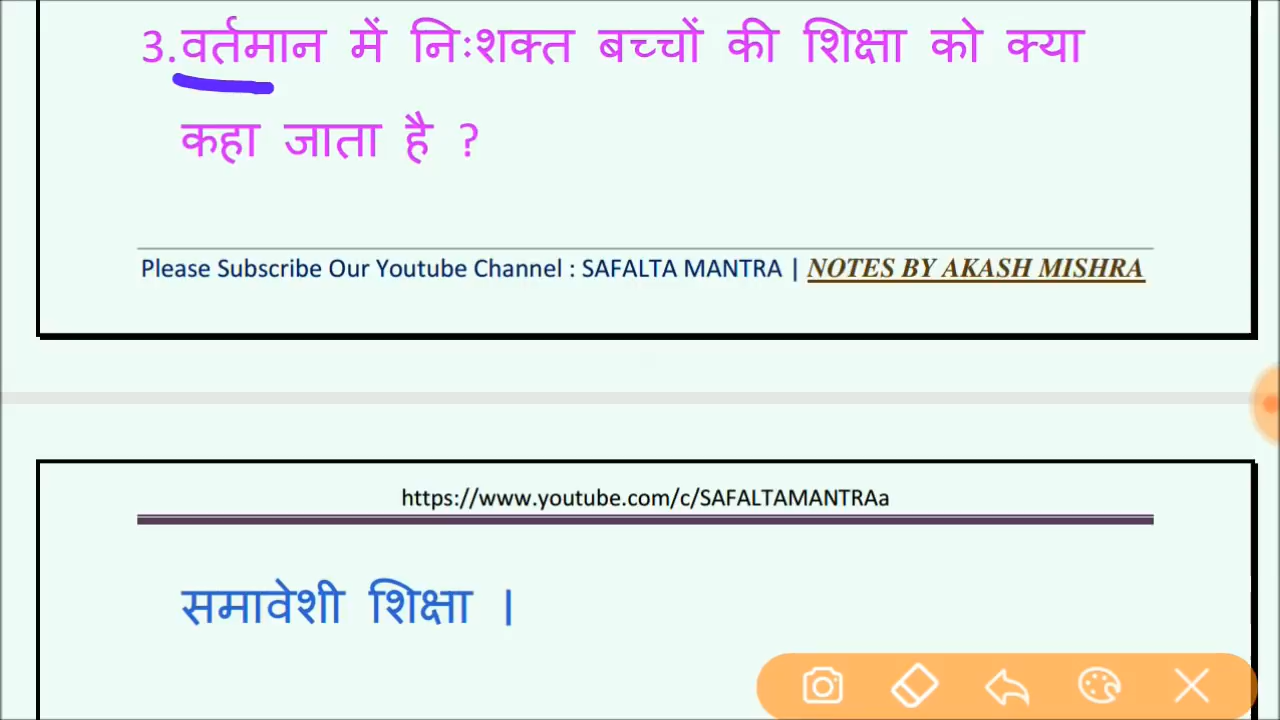 3.वर्तमान में निःशक्त बच्चों की शिक्षा को क्या
कहा जाता है ?
Please Subscribe Our Youtube Channel : SAFALTA MANTRA | NOTES BY AKASH MISHRA
https://www.youtube.com/c/SAFALTAMANTRAa
समावेशी शिक्षा ।